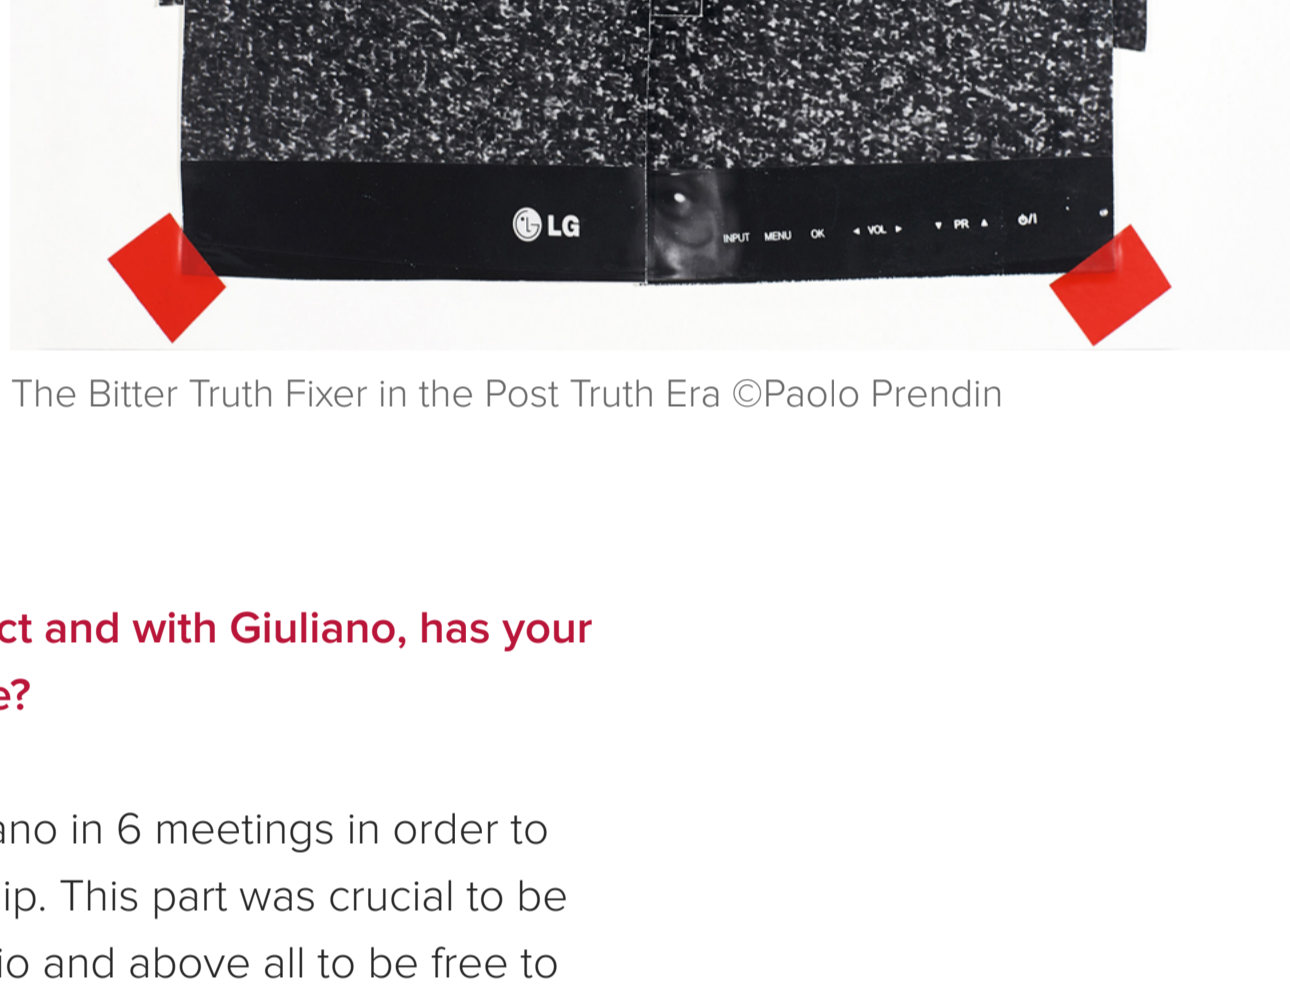 LG
INPUT MENU OK ◄ VOL ► ▼ PR ▲ ⏻/I
The Bitter Truth Fixer in the Post Truth Era ©Paolo Prendin
ct and with Giuliano, has your
e?
ano in 6 meetings in order to
ip. This part was crucial to be
io and above all to be free to